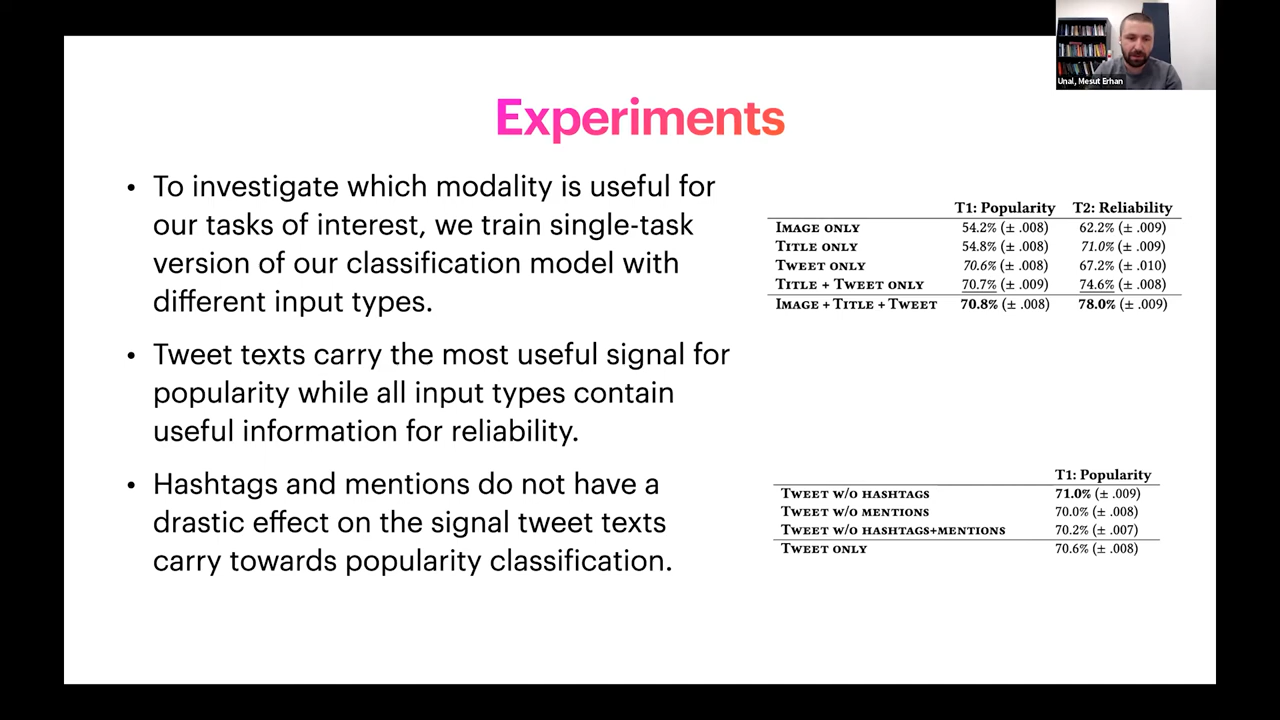 Unal, Mesut Erhan
Experiments
• To investigate which modality is useful for
our tasks of interest, we train single-task
version of our classification model with
different input types.
• Tweet texts carry the most useful signal for
popularity while all input types contain
useful information for reliability.
• Hashtags and mentions do not have a
drastic effect on the signal tweet texts
carry towards popularity classification.
T1: Popularity T2: Reliability
IMAGE ONLY 54.2% (± .008) 62.2% (± .009)
TITLE ONLY 54.8% (± .008) 71.0% (± .009)
TWEET ONLY 70.6% (± .008) 67.2% (± .010)
TITLE + TWEET ONLY 70.7% (± .009) 74.6% (± .008)
IMAGE + TITLE + TWEET 70.8% (± .008) 78.0% (± .009)
T1: Popularity
TWEET W/O HASHTAGS 71.0% (± .009)
TWEET W/O MENTIONS 70.0% (± .008)
TWEET W/O HASHTAGS+MENTIONS 70.2% (± .007)
TWEET ONLY 70.6% (± .008)